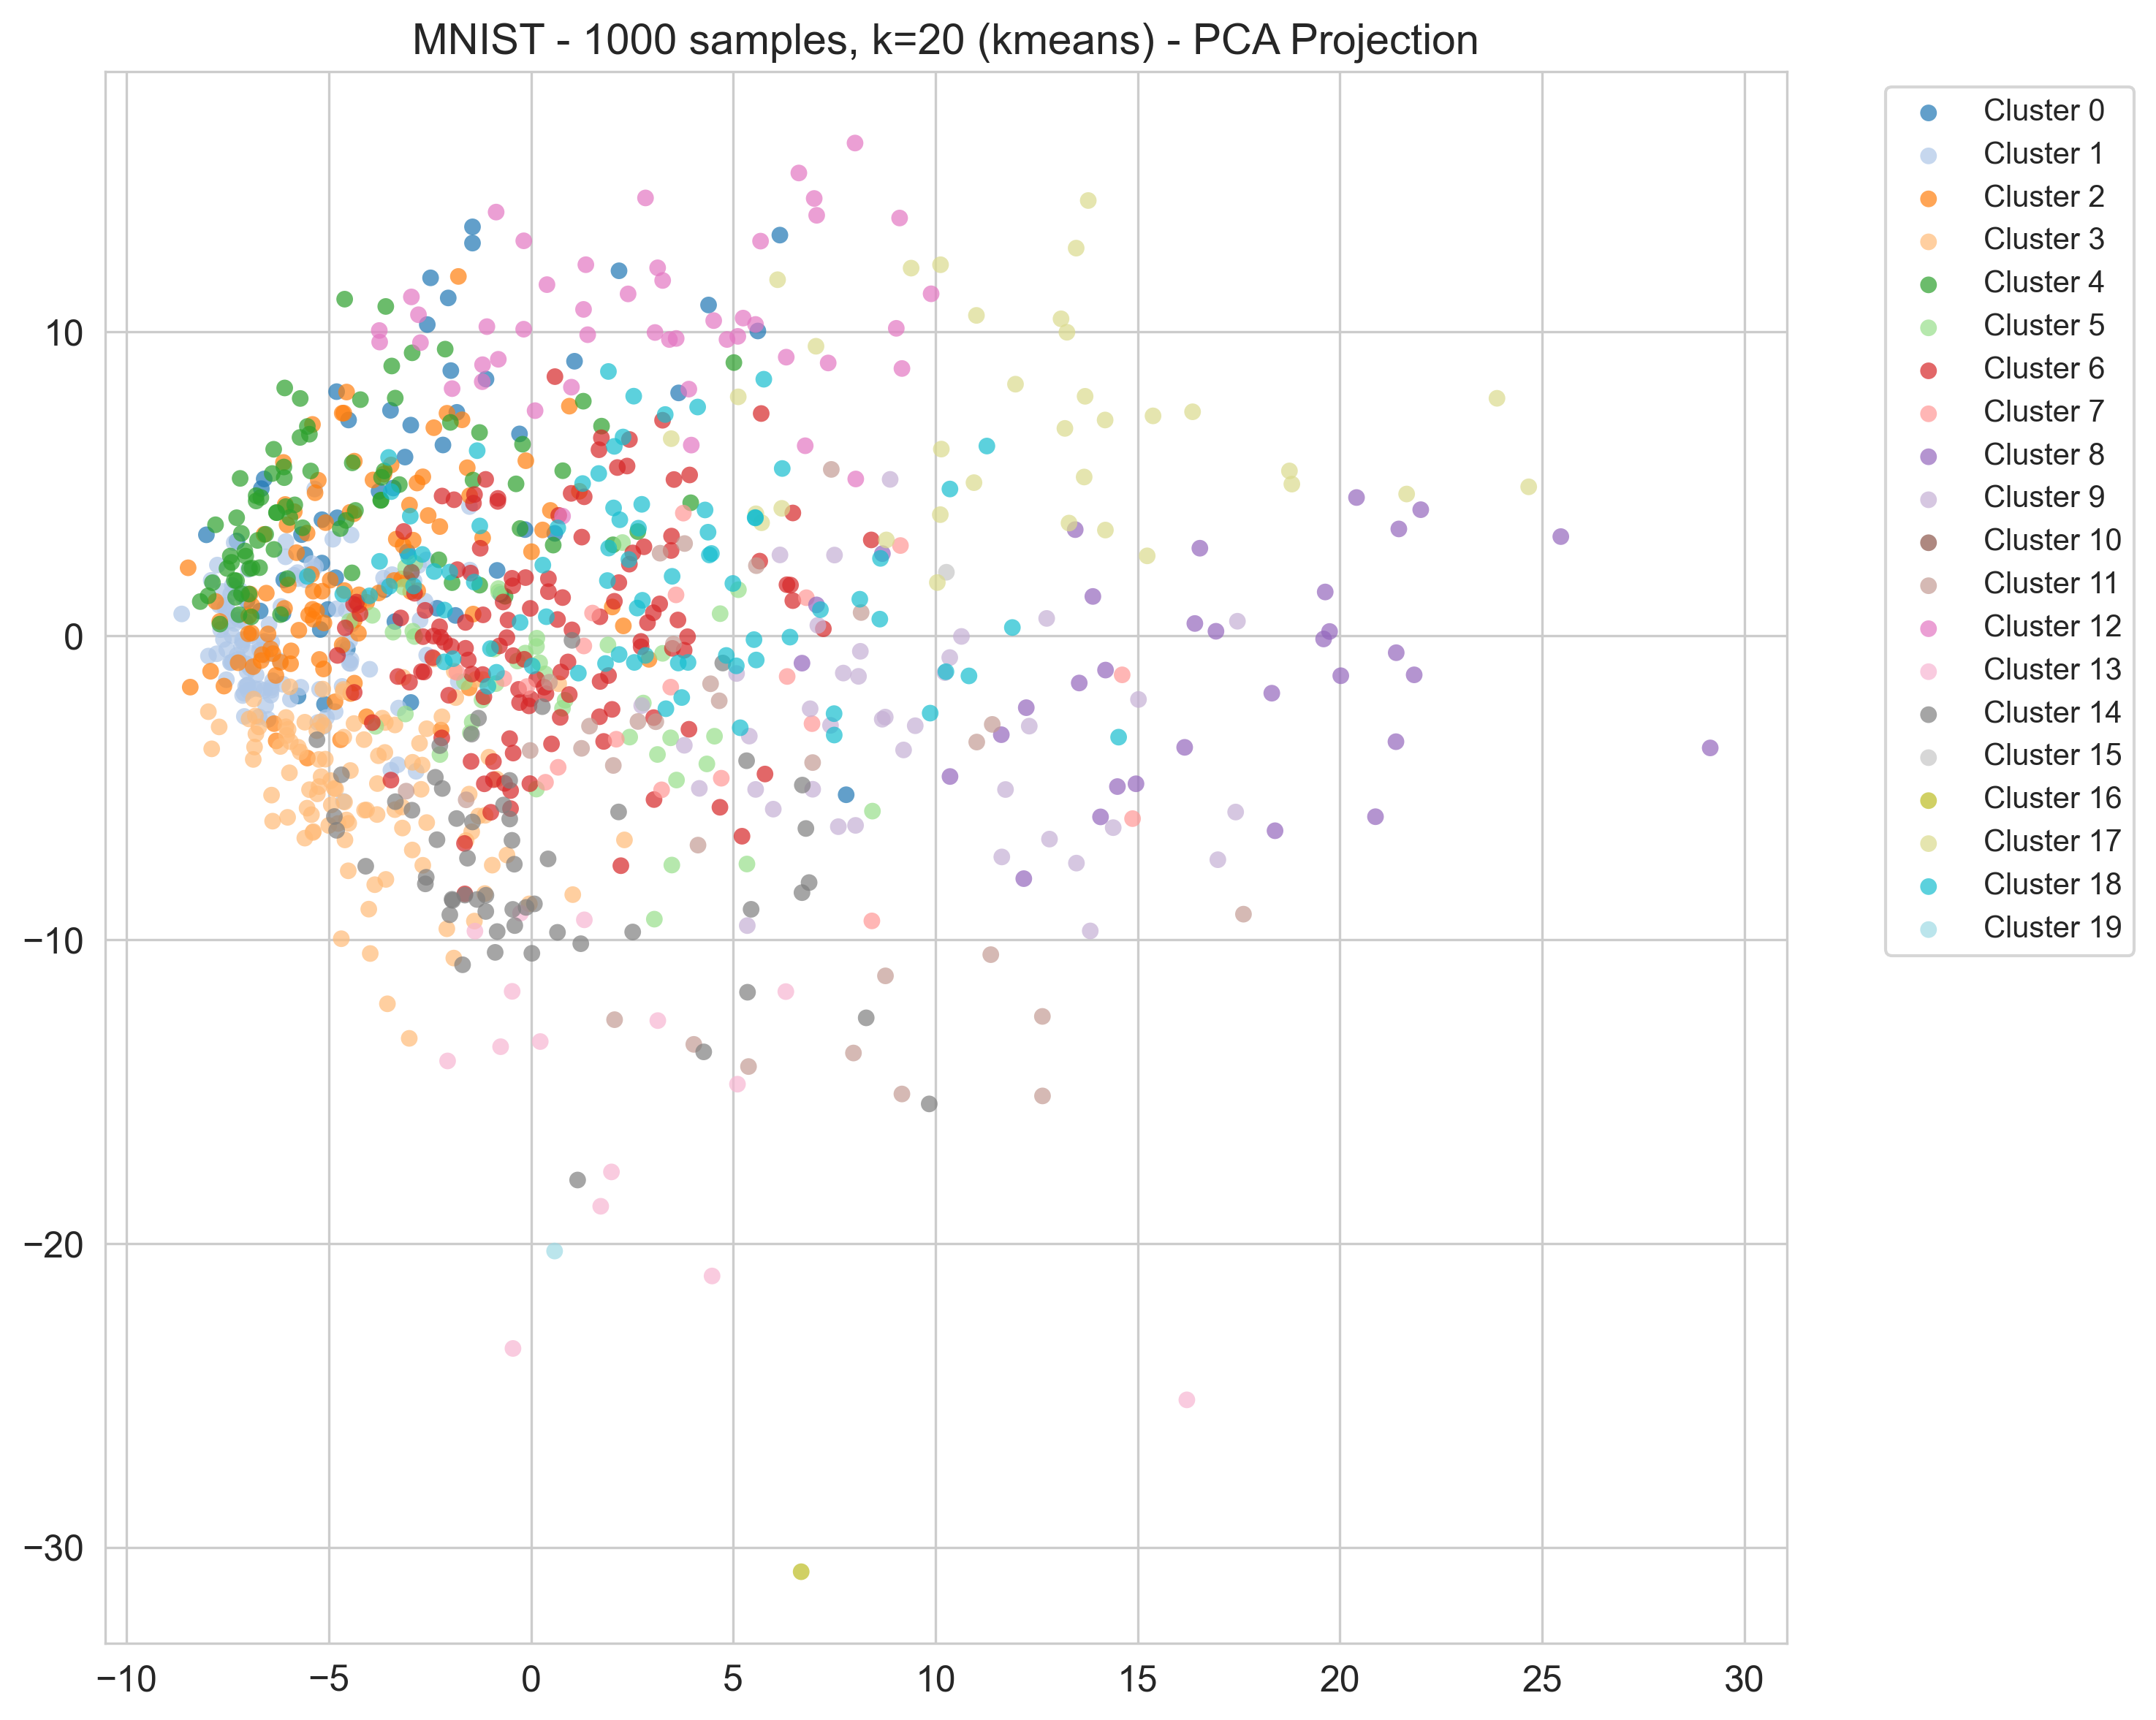 MNIST - 1000 samples, k=20 (kmeans) - PCA Projection
Cluster 0
Cluster 1
Cluster 2
Cluster 3
Cluster 4
Cluster 5
Cluster 6
Cluster 7
Cluster 8
Cluster 9
Cluster 10
Cluster 11
Cluster 12
Cluster 13
Cluster 14
Cluster 15
Cluster 16
Cluster 17
Cluster 18
Cluster 19
10
0
−10
−20
−30
−10 −5 0 5 10 15 20 25 30